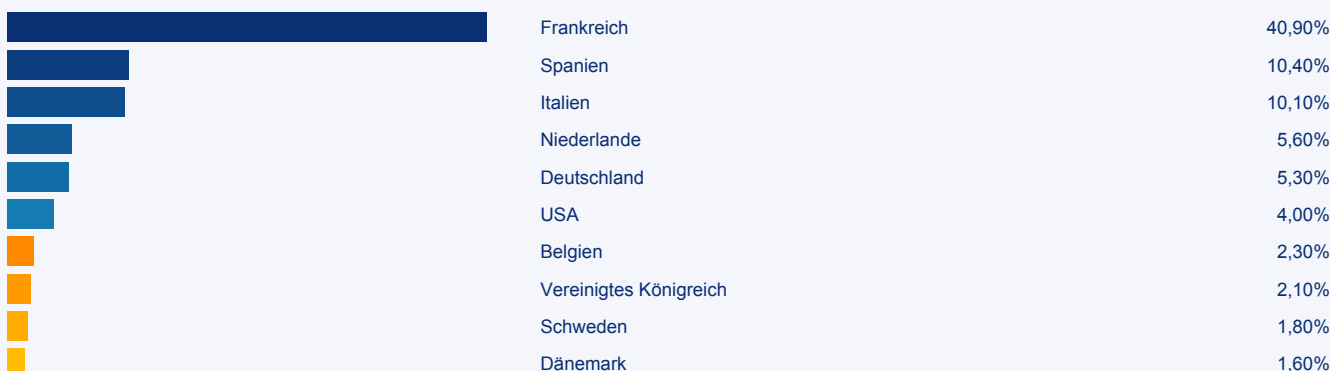 Frankreich 40,90%
Spanien 10,40%
Italien 10,10%
Niederlande 5,60%
Deutschland 5,30%
USA 4,00%
Belgien 2,30%
Vereinigtes Königreich 2,10%
Schweden 1,80%
Dänemark 1,60%